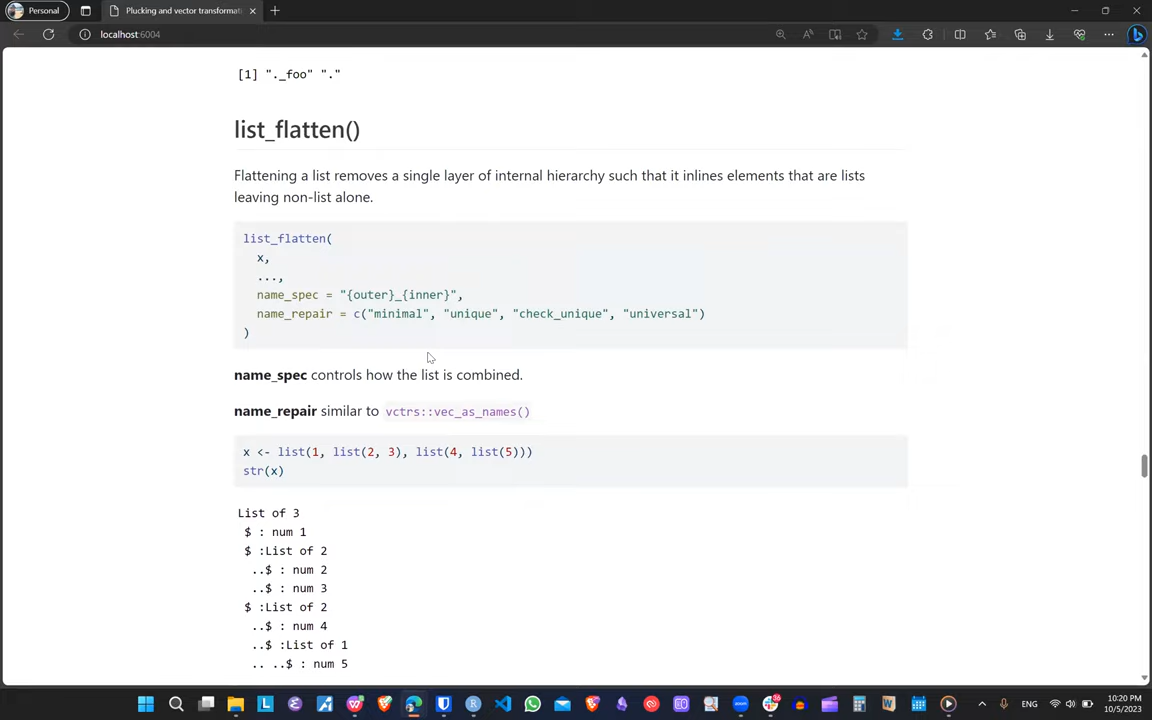 Personal
Plucking and vector transformat
localhost:6004
[1] "._foo" "."
list_flatten()
Flattening a list removes a single layer of internal hierarchy such that it inlines elements that are lists
leaving non-list alone.
list_flatten(
  x,
  ...,
  name_spec = "{outer}_{inner}",
  name_repair = c("minimal", "unique", "check_unique", "universal")
)
name_spec controls how the list is combined.
name_repair similar to vctrs::vec_as_names()
x <- list(1, list(2, 3), list(4, list(5)))
str(x)
List of 3
 $ : num 1
 $ :List of 2
  ..$ : num 2
  ..$ : num 3
 $ :List of 2
  ..$ : num 4
  ..$ :List of 1
  .. ..$ : num 5
ENG
10:20 PM
10/5/2023